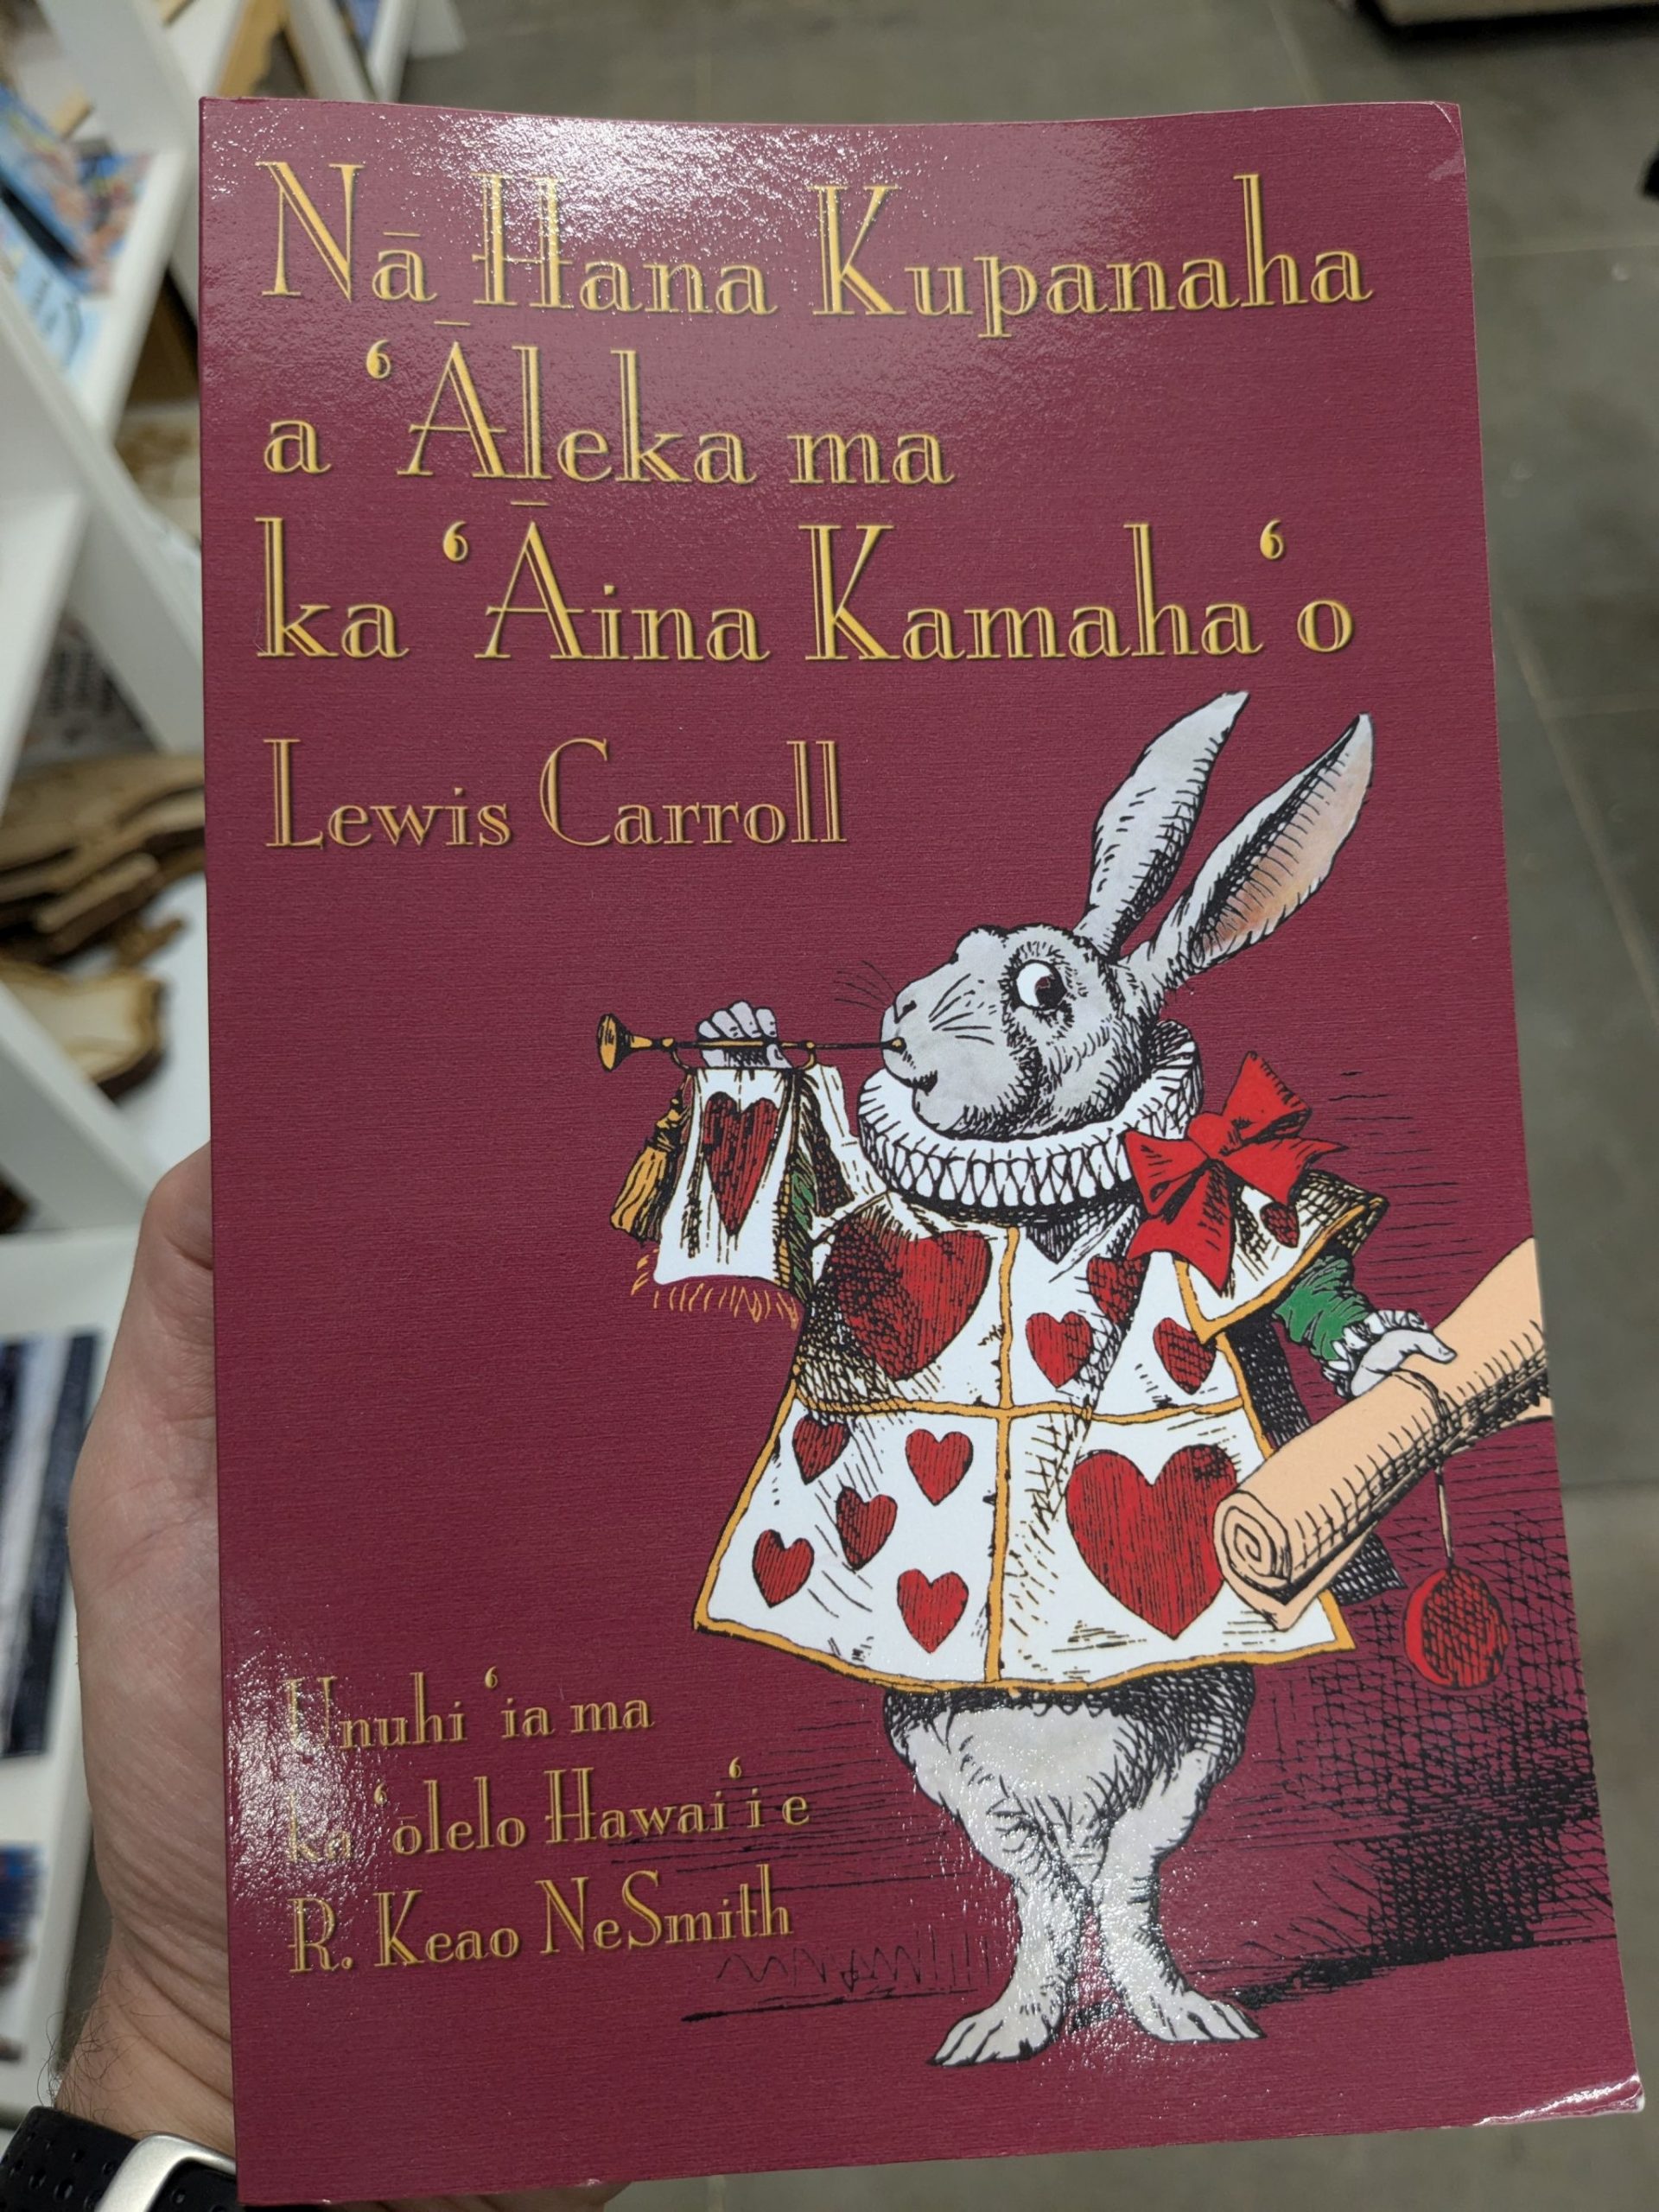 Nā Hana Kupanaha
a ʻĀleka ma
ka ʻĀina Kamahaʻo
Lewis Carroll
Unuhi ʻia ma
ka ʻōlelo Hawaiʻi e
R. Keao NeSmith